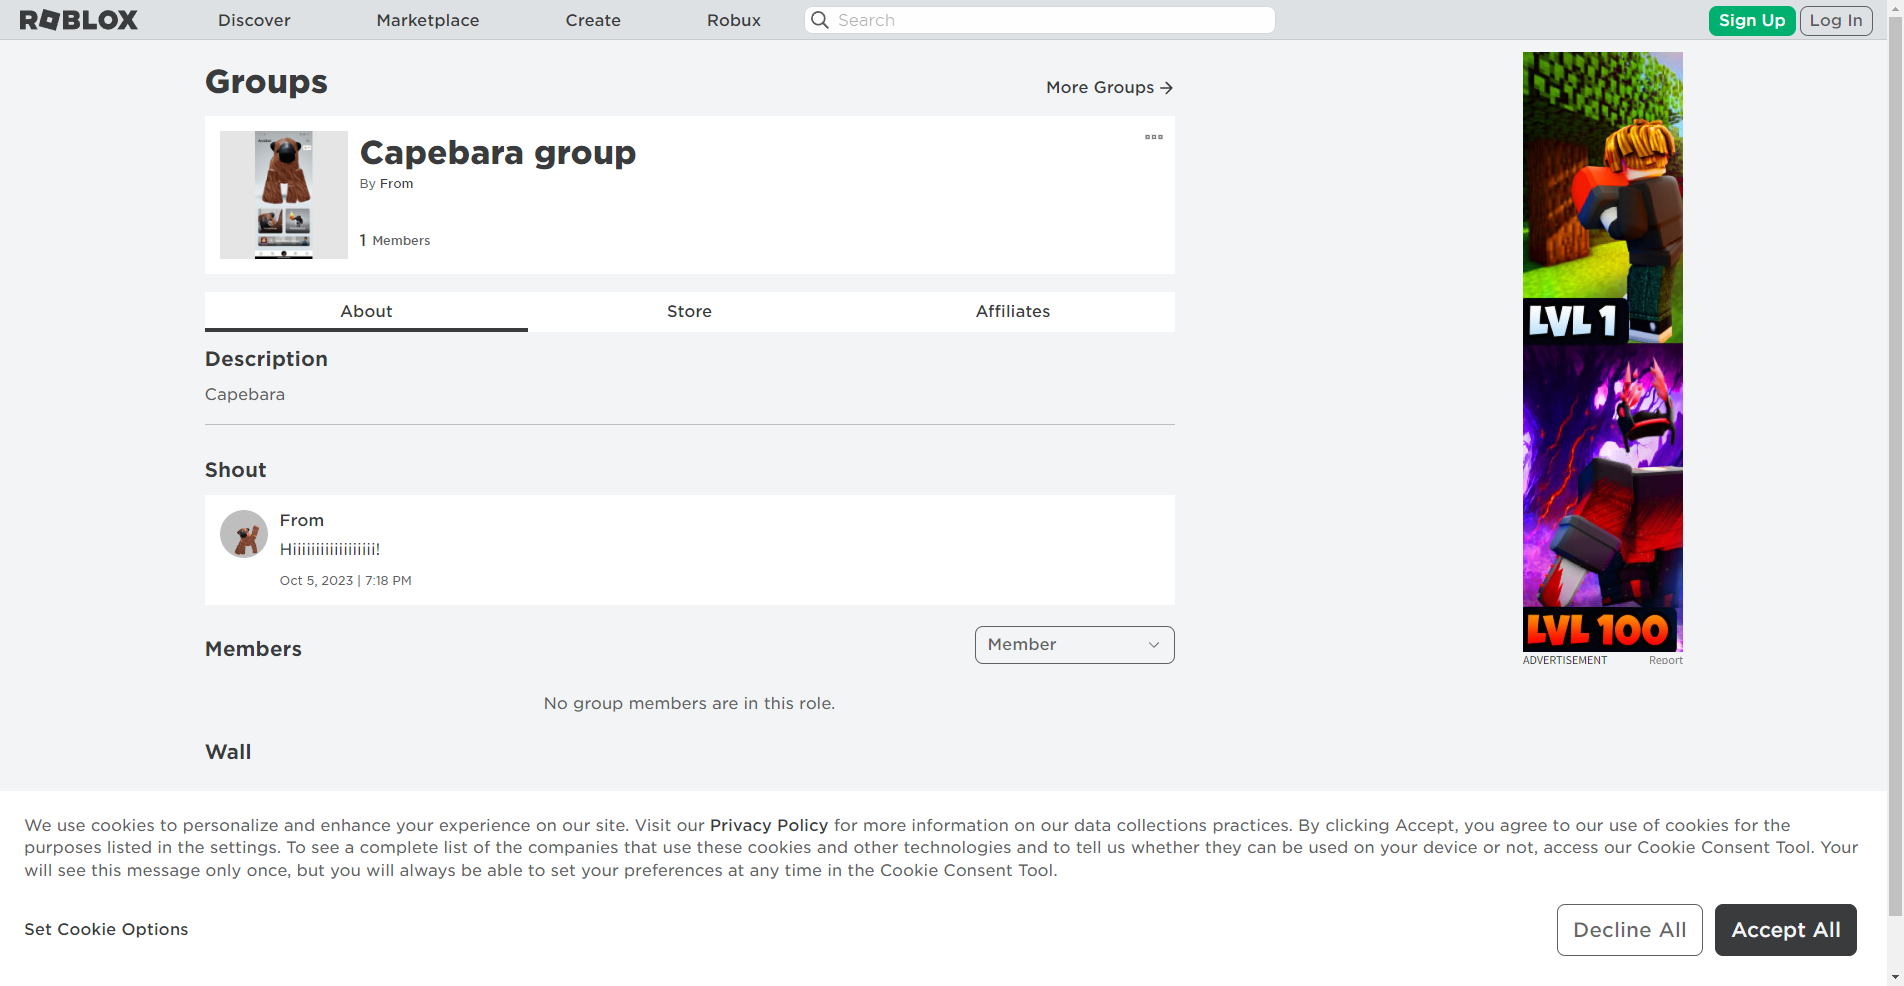 ROBLOX Discover Marketplace Create Robux Search Sign Up Log In
Groups
More Groups
Capebara group
By From
1 Members
About Store Affiliates
Description
Capebara
Shout
From
Hiiiiiiiiiiiiiiiiiii!
Oct 5, 2023 | 7:18 PM
Members
Member
No group members are in this role.
Wall
LVL 1
LVL 100
ADVERTISEMENT Report
We use cookies to personalize and enhance your experience on our site. Visit our Privacy Policy for more information on our data collections practices. By clicking Accept, you agree to our use of cookies for the
purposes listed in the settings. To see a complete list of the companies that use these cookies and other technologies and to tell us whether they can be used on your device or not, access our Cookie Consent Tool. Your
will see this message only once, but you will always be able to set your preferences at any time in the Cookie Consent Tool.
Set Cookie Options
Decline All
Accept All